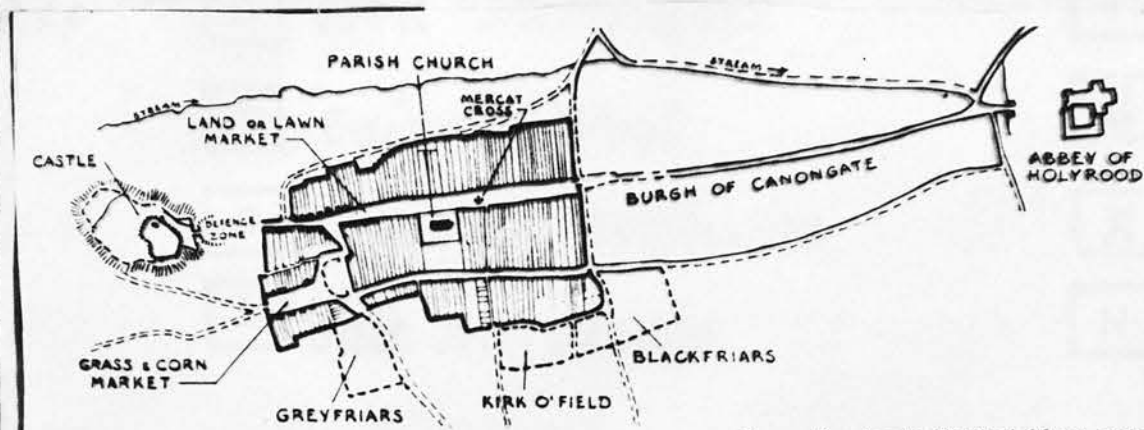 STREAM
STREAM
PARISH CHURCH
MERCAT
CROSS
LAND OR LAWN
MARKET
CASTLE
DEFENCE
ZONE
BURGH OF CANONGATE
ABBEY OF
HOLYROOD
GRASS & CORN
MARKET
GREYFRIARS
KIRK O'FIELD
BLACKFRIARS